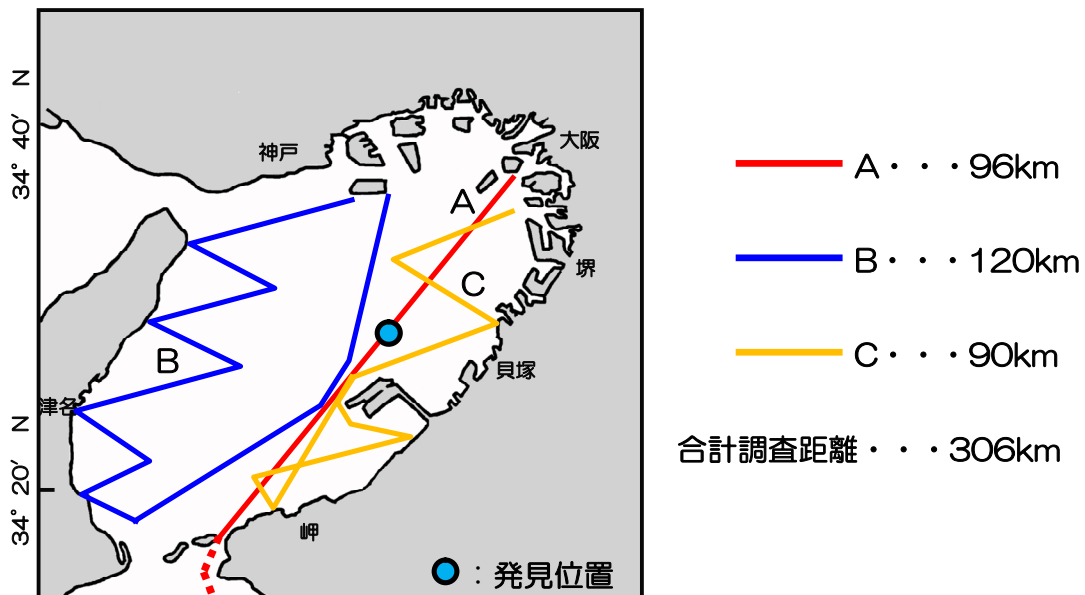 34° 40′ N
神戸
大阪
A
堺
C
B
貝塚
津名
34° 20′ N
岬
：発見位置
A・・・96km
B・・・120km
C・・・90km
合計調査距離・・・306km